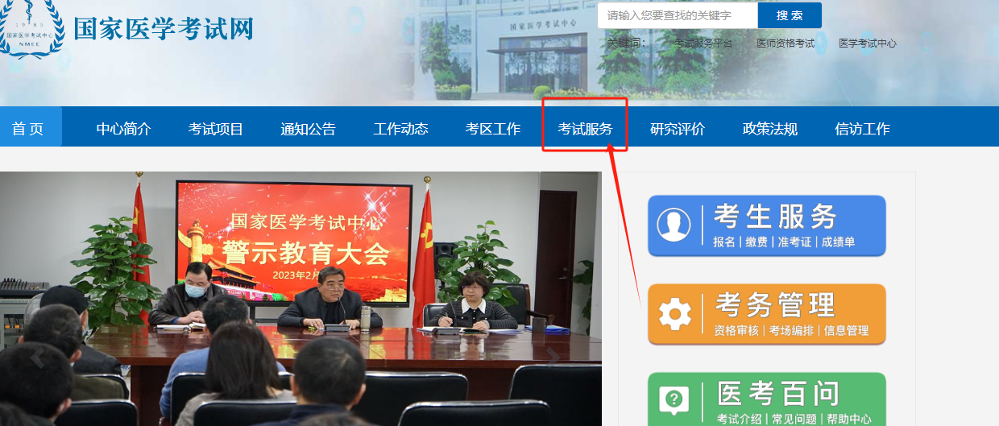 1985
国家医学考试中心
NMEC
国家医学考试网
请输入您要查找的关键字
搜 索
关键词：
考试服务平台
医师资格考试
医学考试中心
国家医学考试中心
首 页
中心简介
考试项目
通知公告
工作动态
考区工作
考试服务
研究评价
政策法规
信访工作
国家医学考试中心
警示教育大会
2023年2月
考生服务
报名 | 缴费 | 准考证 | 成绩单
考务管理
资格审核 | 考场编排 | 信息管理
医考百问
考试介绍 | 常见问题 | 帮助中心